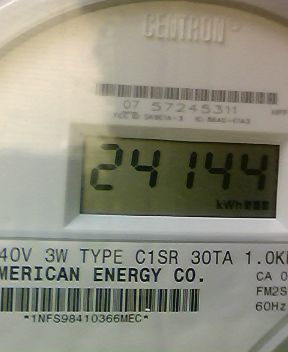 CENTRON®
07 57245311
24144
kWh
40V 3W TYPE C1SR 30TA 1.0K
MERICAN ENERGY CO.
CA 0
FM2S
60Hz
*1NFS98410366MEC*